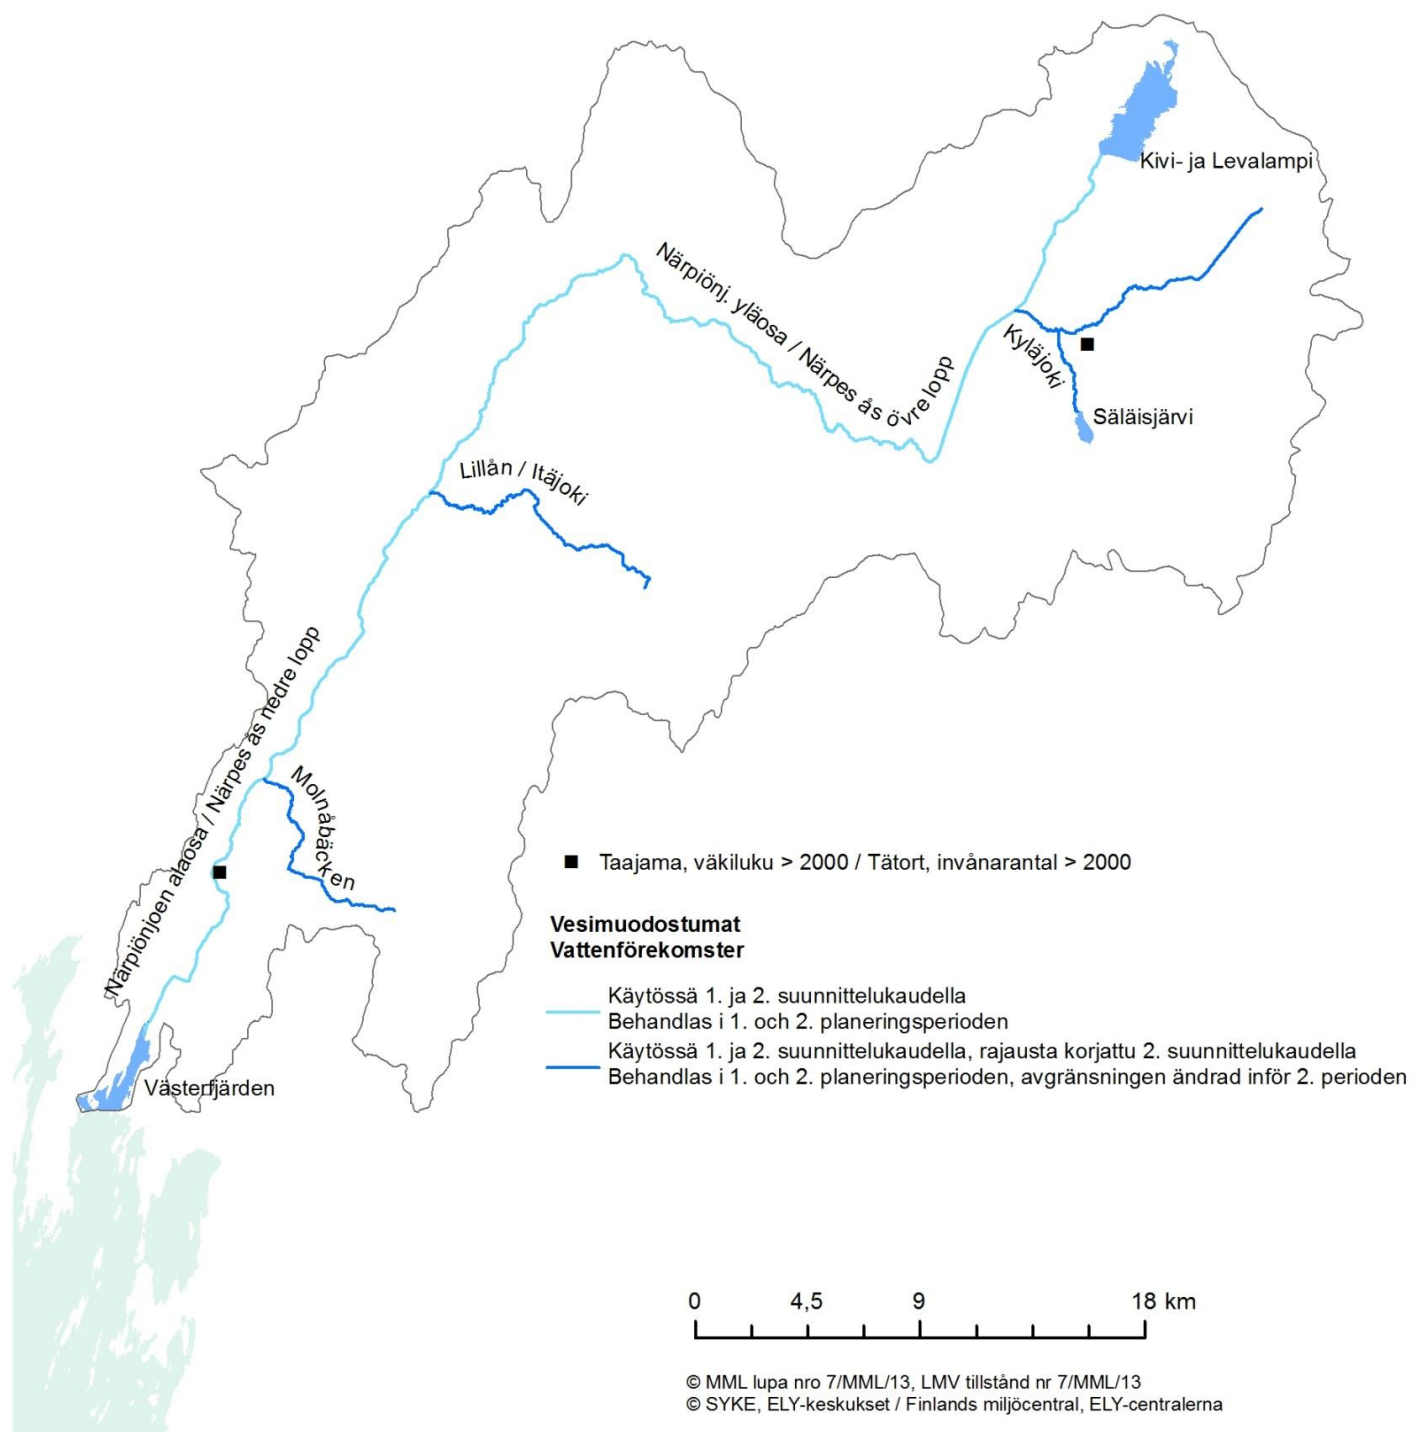 Kivi- ja Levalampi
Närpiönj. yläosa / Närpes ås övre lopp
Kyläjoki
Säläisjärvi
Lillån / Itäjoki
Närpiönjoen alaosa / Närpes ås nedre lopp
Molnåbäcken
Västerfjärden
Taajama, väkiluku > 2000 / Tätort, invånarantal > 2000
Vesimuodostumat
Vattenförekomster
Käytössä 1. ja 2. suunnittelukaudella
Behandlas i 1. och 2. planeringsperioden
Käytössä 1. ja 2. suunnittelukaudella, rajausta korjattu 2. suunnittelukaudella
Behandlas i 1. och 2. planeringsperioden, avgränsningen ändrad inför 2. perioden
0 4,5 9 18 km
© MML lupa nro 7/MML/13, LMV tillstånd nr 7/MML/13
© SYKE, ELY-keskukset / Finlands miljöcentral, ELY-centralerna